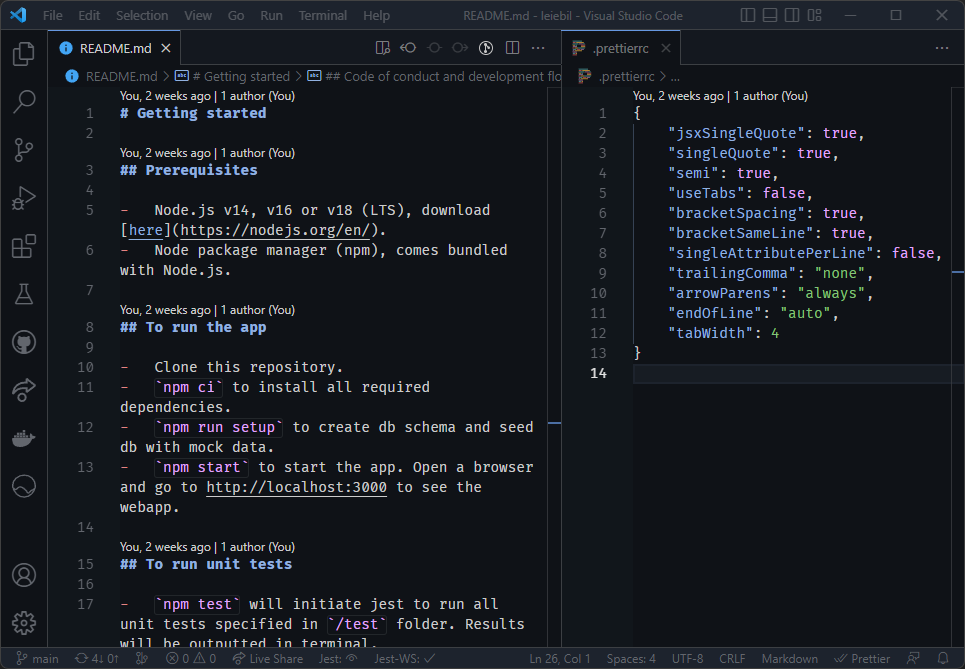 File Edit Selection View Go Run Terminal Help README.md - leiebil - Visual Studio Code
README.md
README.md > # Getting started > ## Code of conduct and development flo
You, 2 weeks ago | 1 author (You)
1 # Getting started
2
You, 2 weeks ago | 1 author (You)
3 ## Prerequisites
4
5 - Node.js v14, v16 or v18 (LTS), download
[here](https://nodejs.org/en/).
6 - Node package manager (npm), comes bundled
with Node.js.
7
You, 2 weeks ago | 1 author (You)
8 ## To run the app
9
10 - Clone this repository.
11 - `npm ci` to install all required
dependencies.
12 - `npm run setup` to create db schema and seed
db with mock data.
13 - `npm start` to start the app. Open a browser
and go to http://localhost:3000 to see the
webapp.
14
You, 2 weeks ago | 1 author (You)
15 ## To run unit tests
16
17 - `npm test` will initiate jest to run all
unit tests specified in `/test` folder. Results
will be outputted in terminal.
.prettierrc
.prettierrc > ...
You, 2 weeks ago | 1 author (You)
1 {
2 "jsxSingleQuote": true,
3 "singleQuote": true,
4 "semi": true,
5 "useTabs": false,
6 "bracketSpacing": true,
7 "bracketSameLine": true,
8 "singleAttributePerLine": false,
9 "trailingComma": "none",
10 "arrowParens": "always",
11 "endOfLine": "auto",
12 "tabWidth": 4
13 }
14
main 4↓ 0↑ 0 0 Live Share Jest: Jest-WS: ✓ Ln 26, Col 1 Spaces: 4 UTF-8 CRLF Markdown Prettier